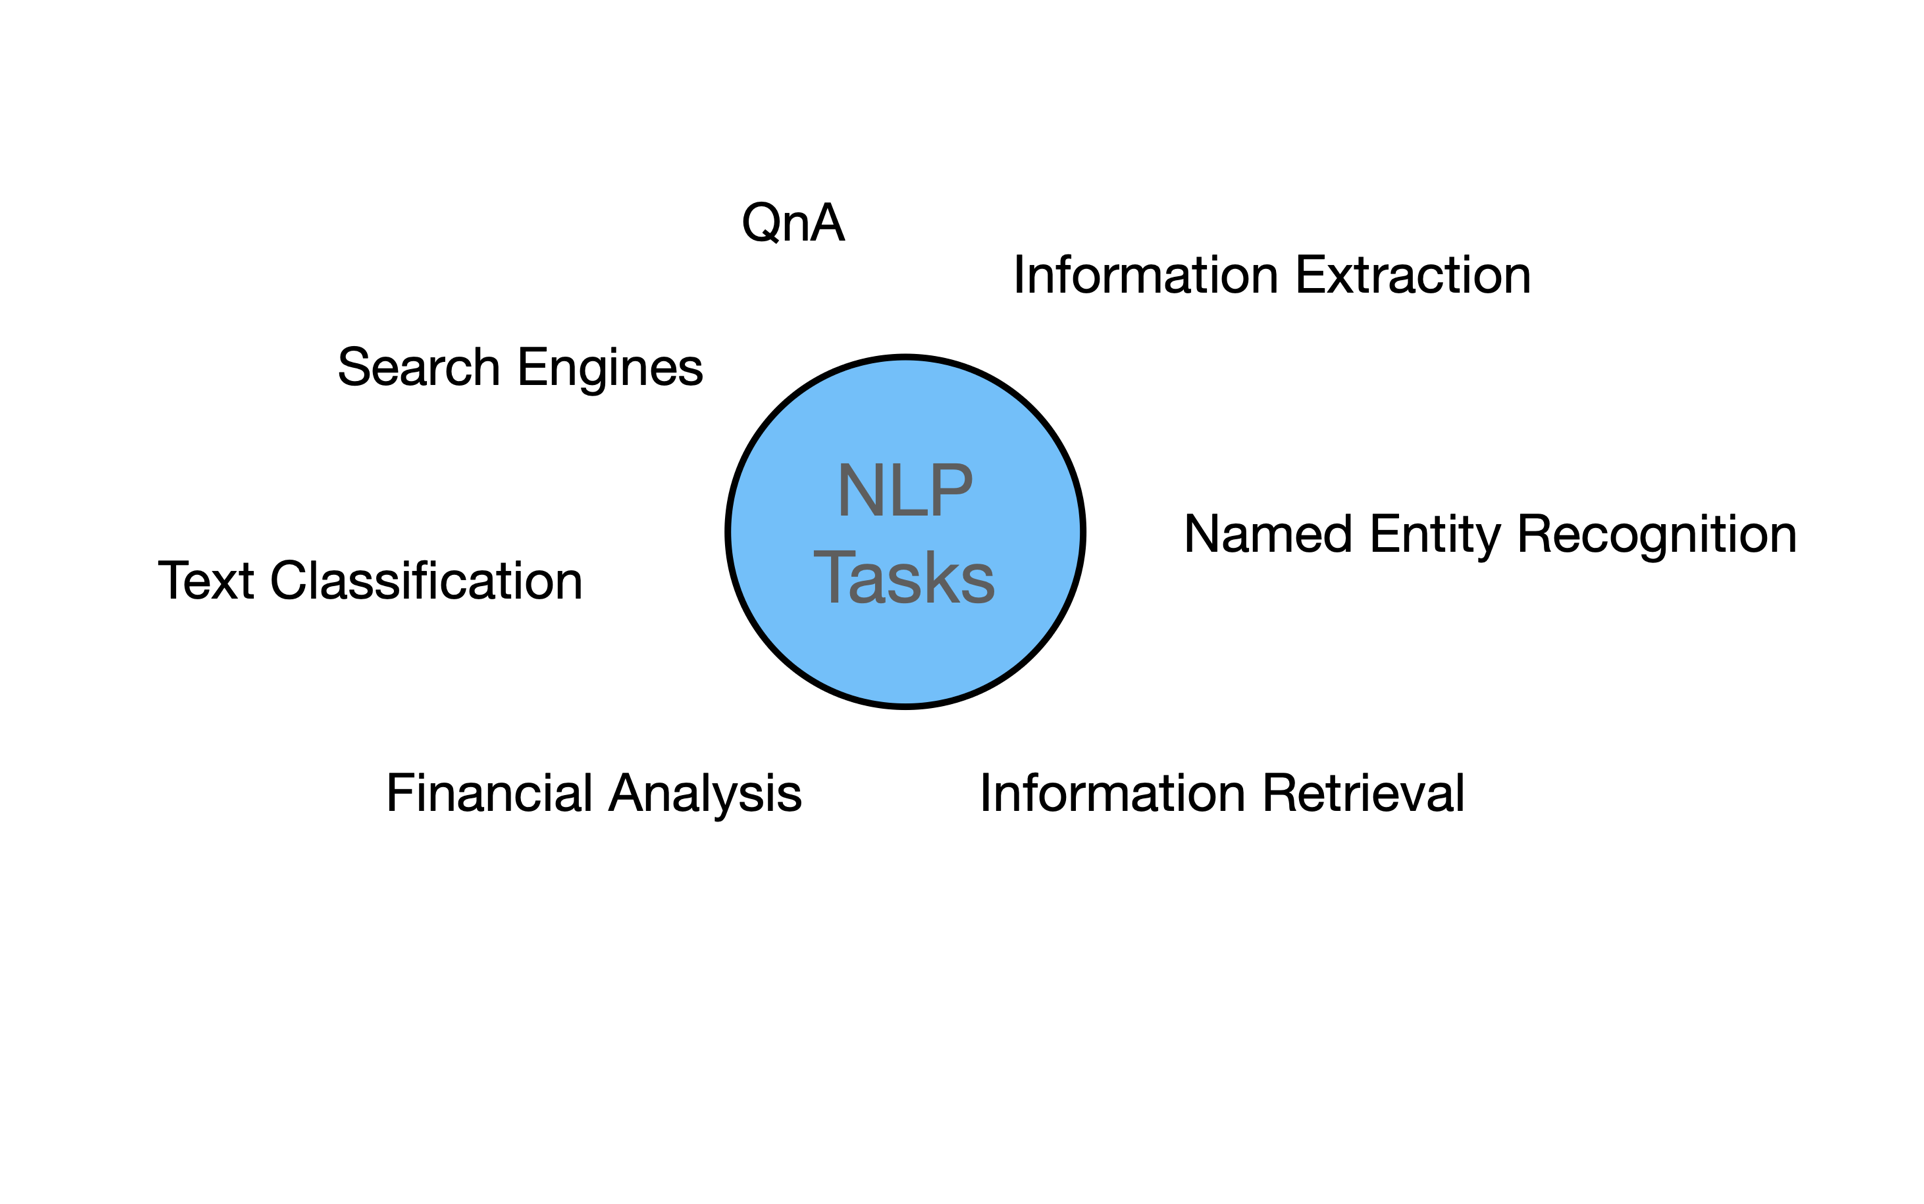 QnA
Information Extraction
Search Engines
NLP
Tasks
Named Entity Recognition
Text Classification
Financial Analysis
Information Retrieval